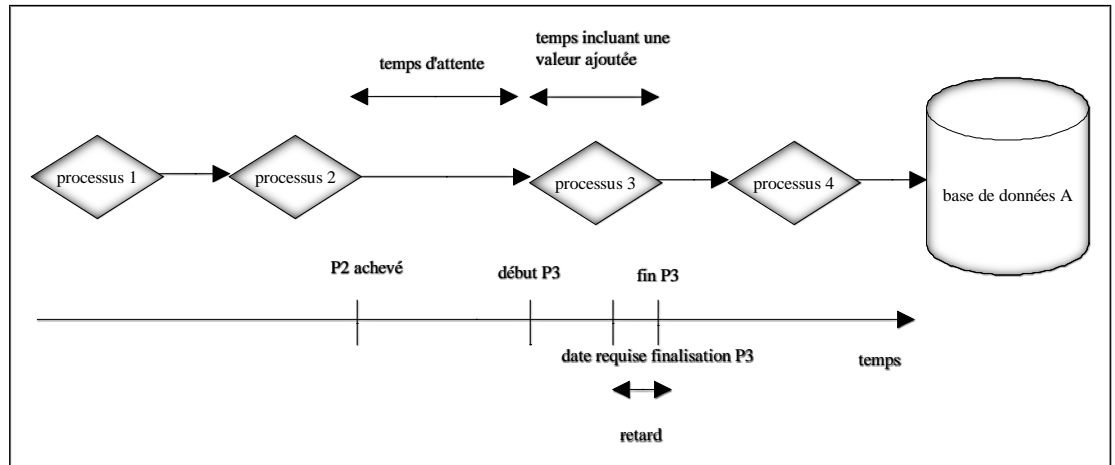 temps incluant une
valeur ajoutée
temps d'attente
processus 1
processus 2
processus 3
processus 4
base de données A
P2 achevé
début P3
fin P3
date requise finalisation P3
temps
retard